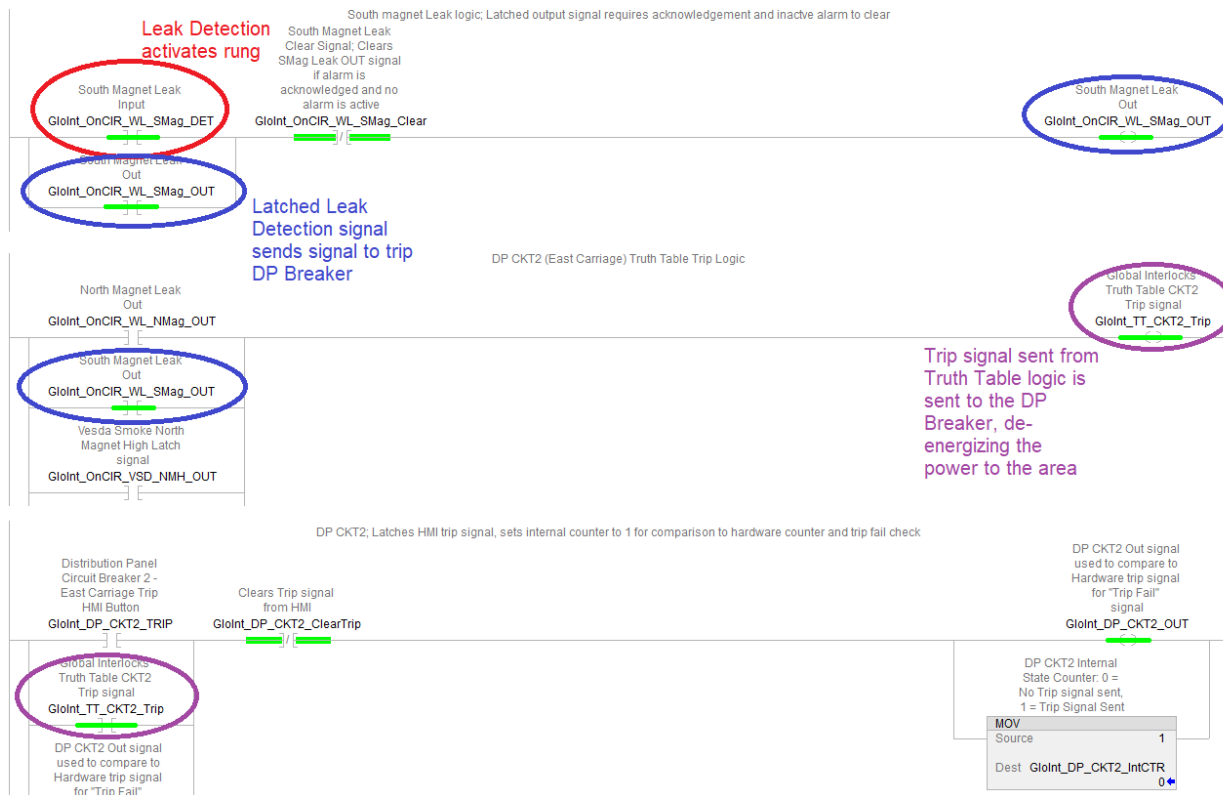 South magnet Leak logic; Latched output signal requires acknowledgement and inactve alarm to clear
Leak Detection
activates rung
South Magnet Leak
Clear Signal; Clears
SMag Leak OUT signal
if alarm is
acknowledged and no
alarm is active
GloInt_OnCIR_WL_SMag_Clear
South Magnet Leak
Input
GloInt_OnCIR_WL_SMag_DET
South Magnet Leak
Out
GloInt_OnCIR_WL_SMag_OUT
South Magnet Leak
Out
GloInt_OnCIR_WL_SMag_OUT
Latched Leak
Detection signal
sends signal to trip
DP Breaker
DP CKT2 (East Carriage) Truth Table Trip Logic
North Magnet Leak
Out
GloInt_OnCIR_WL_NMag_OUT
Global Interlocks
Truth Table CKT2
Trip signal
GloInt_TT_CKT2_Trip
South Magnet Leak
Out
GloInt_OnCIR_WL_SMag_OUT
Trip signal sent from
Truth Table logic is
sent to the DP
Breaker, de-
energizing the
power to the area
Vesda Smoke North
Magnet High Latch
signal
GloInt_OnCIR_VSD_NMH_OUT
DP CKT2; Latches HMI trip signal, sets internal counter to 1 for comparison to hardware counter and trip fail check
Distribution Panel
Circuit Breaker 2 -
East Carriage Trip
HMI Button
GloInt_DP_CKT2_TRIP
Clears Trip signal
from HMI
GloInt_DP_CKT2_ClearTrip
DP CKT2 Out signal
used to compare to
Hardware trip signal
for "Trip Fail"
signal
GloInt_DP_CKT2_OUT
Global Interlocks
Truth Table CKT2
Trip signal
GloInt_TT_CKT2_Trip
DP CKT2 Internal
State Counter: 0 =
No Trip signal sent,
1 = Trip Signal Sent
MOV
Source 1
Dest GloInt_DP_CKT2_IntCTR
0
DP CKT2 Out signal
used to compare to
Hardware trip signal
for "Trip Fail"